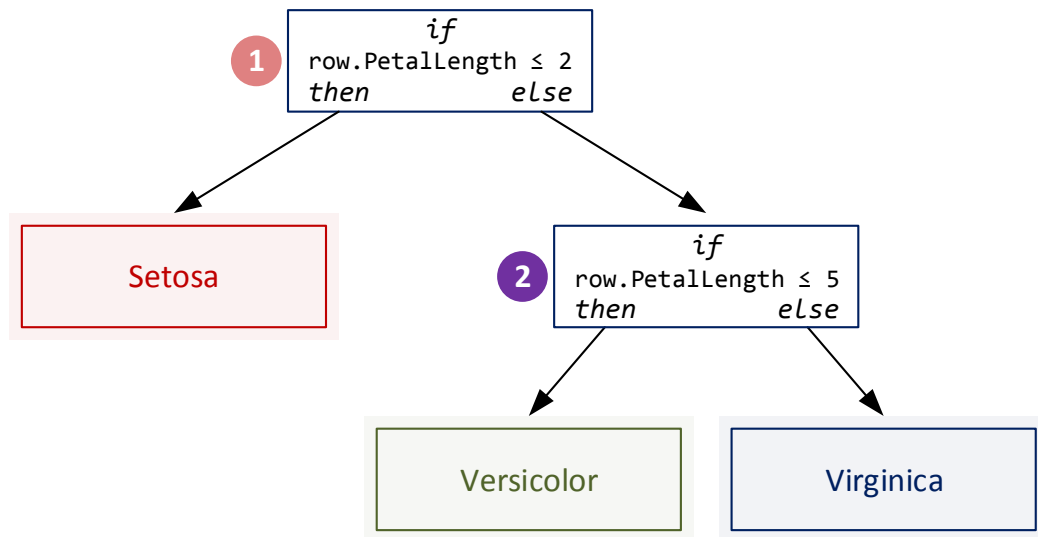 if
1
row.PetalLength ≤ 2
then else
Setosa
if
2
row.PetalLength ≤ 5
then else
Versicolor
Virginica